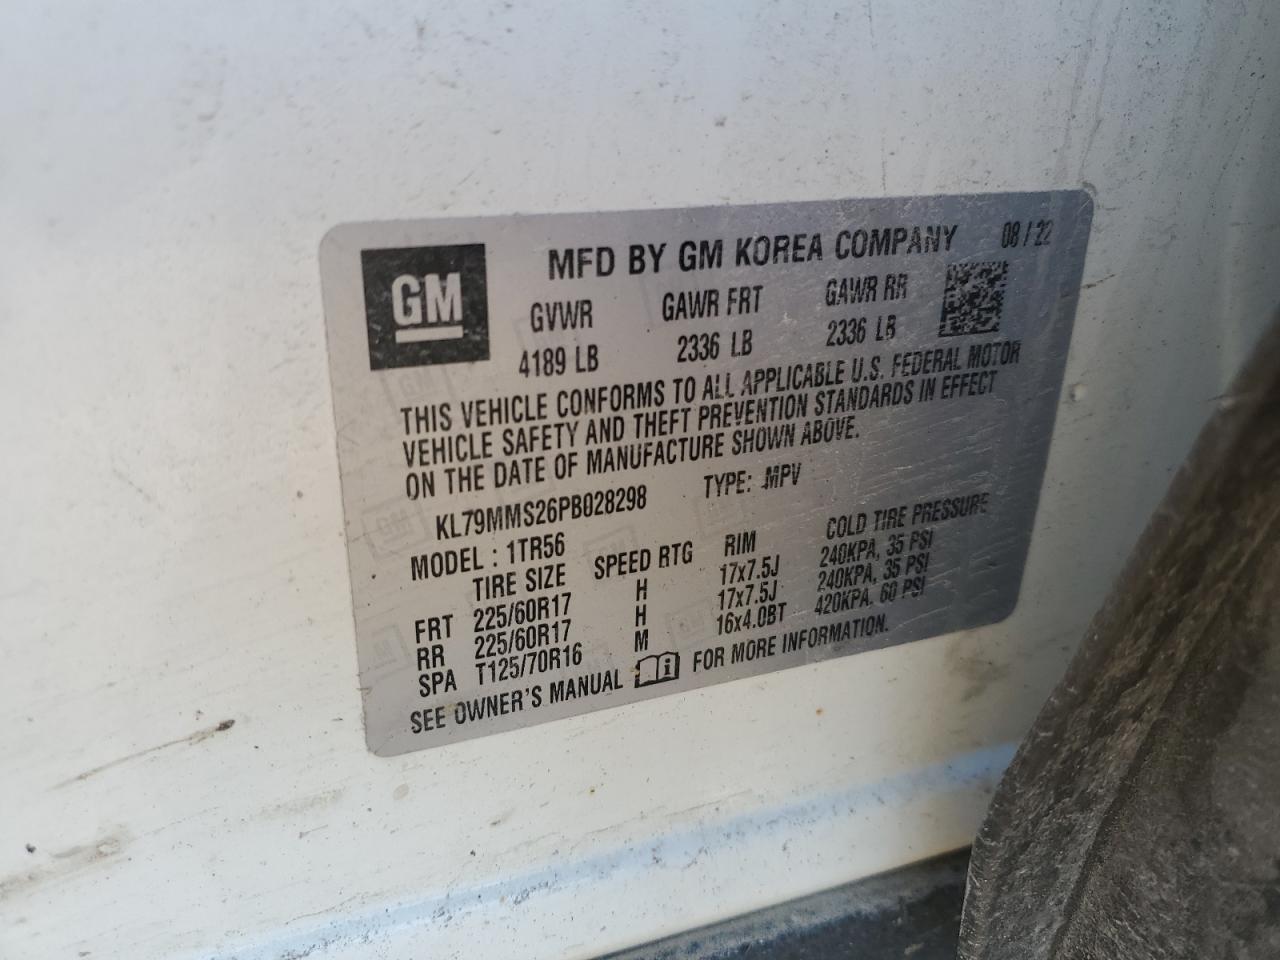 GM
MFD BY GM KOREA COMPANY 08 / 22
GVWR GAWR FRT GAWR RR
4189 LB 2336 LB 2336 LB
THIS VEHICLE CONFORMS TO ALL APPLICABLE U.S. FEDERAL MOTOR
VEHICLE SAFETY AND THEFT PREVENTION STANDARDS IN EFFECT
ON THE DATE OF MANUFACTURE SHOWN ABOVE.
KL79MMS26PB028298 TYPE: MPV
MODEL : 1TR56
TIRE SIZE SPEED RTG RIM COLD TIRE PRESSURE
FRT 225/60R17 H 17x7.5J 240KPA, 35 PSI
RR 225/60R17 H 17x7.5J 240KPA, 35 PSI
SPA T125/70R16 M 16x4.0BT 420KPA, 60 PSI
SEE OWNER'S MANUAL FOR MORE INFORMATION.